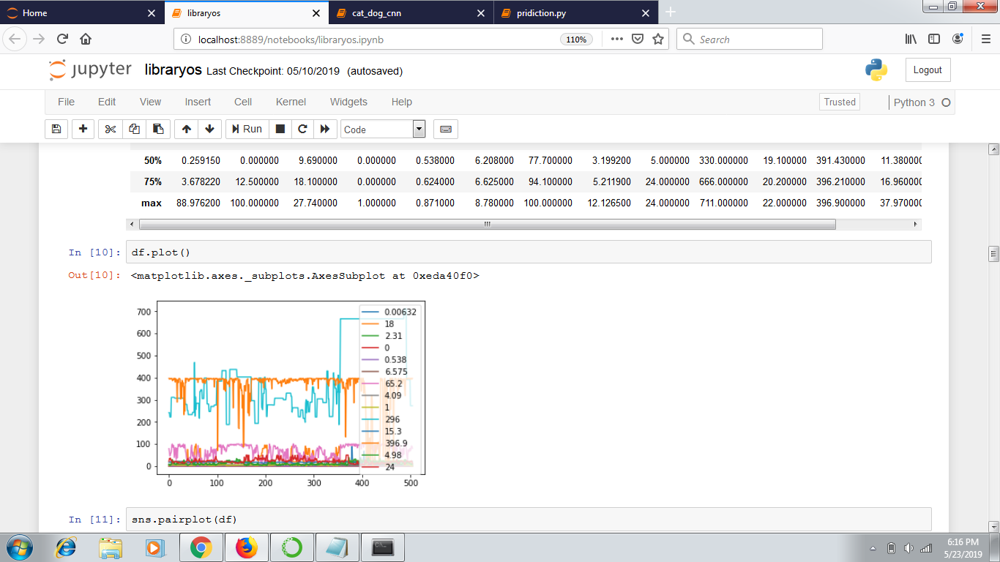 Home libraryos cat_dog_cnn pridiction.py
localhost:8889/notebooks/libraryos.ipynb 110% Search
jupyter libraryos Last Checkpoint: 05/10/2019 (autosaved) Logout
File Edit View Insert Cell Kernel Widgets Help Trusted Python 3
Run Code
50% 0.259150 0.000000 9.690000 0.000000 0.538000 6.208000 77.700000 3.199200 5.000000 330.000000 19.100000 391.430000 11.380000
75% 3.678220 12.500000 18.100000 0.000000 0.624000 6.625000 94.100000 5.211900 24.000000 666.000000 20.200000 396.210000 16.960000
max 88.976200 100.000000 27.740000 1.000000 0.871000 8.780000 100.000000 12.126500 24.000000 711.000000 22.000000 396.900000 37.970000
In [10]: df.plot()
Out[10]: <matplotlib.axes._subplots.AxesSubplot at 0xeda40f0>
700
600
500
400
300
200
100
0
0.00632
18
2.31
0
0.538
6.575
65.2
4.09
1
296
15.3
396.9
4.98
24
0 100 200 300 400 500
In [11]: sns.pairplot(df)
6:16 PM
5/23/2019